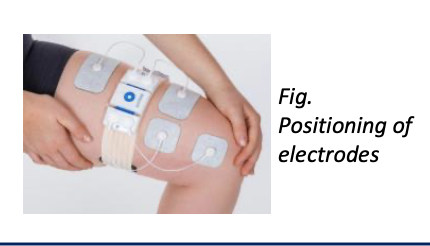 Fig.
Positioning of
electrodes